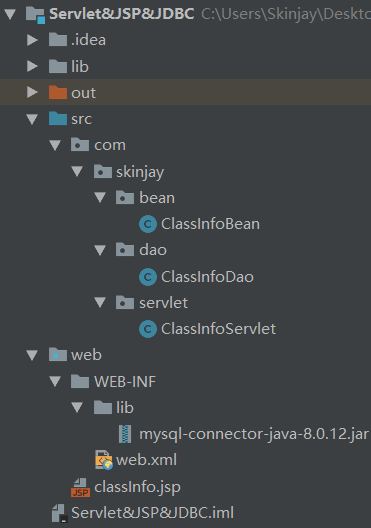 Servlet&JSP&JDBC C:\Users\Skinjay\Deskto
.idea
lib
out
src
com
skinjay
bean
C ClassInfoBean
dao
C ClassInfoDao
servlet
C ClassInfoServlet
web
WEB-INF
lib
mysql-connector-java-8.0.12.jar
web.xml
JSP classInfo.jsp
Servlet&JSP&JDBC.iml